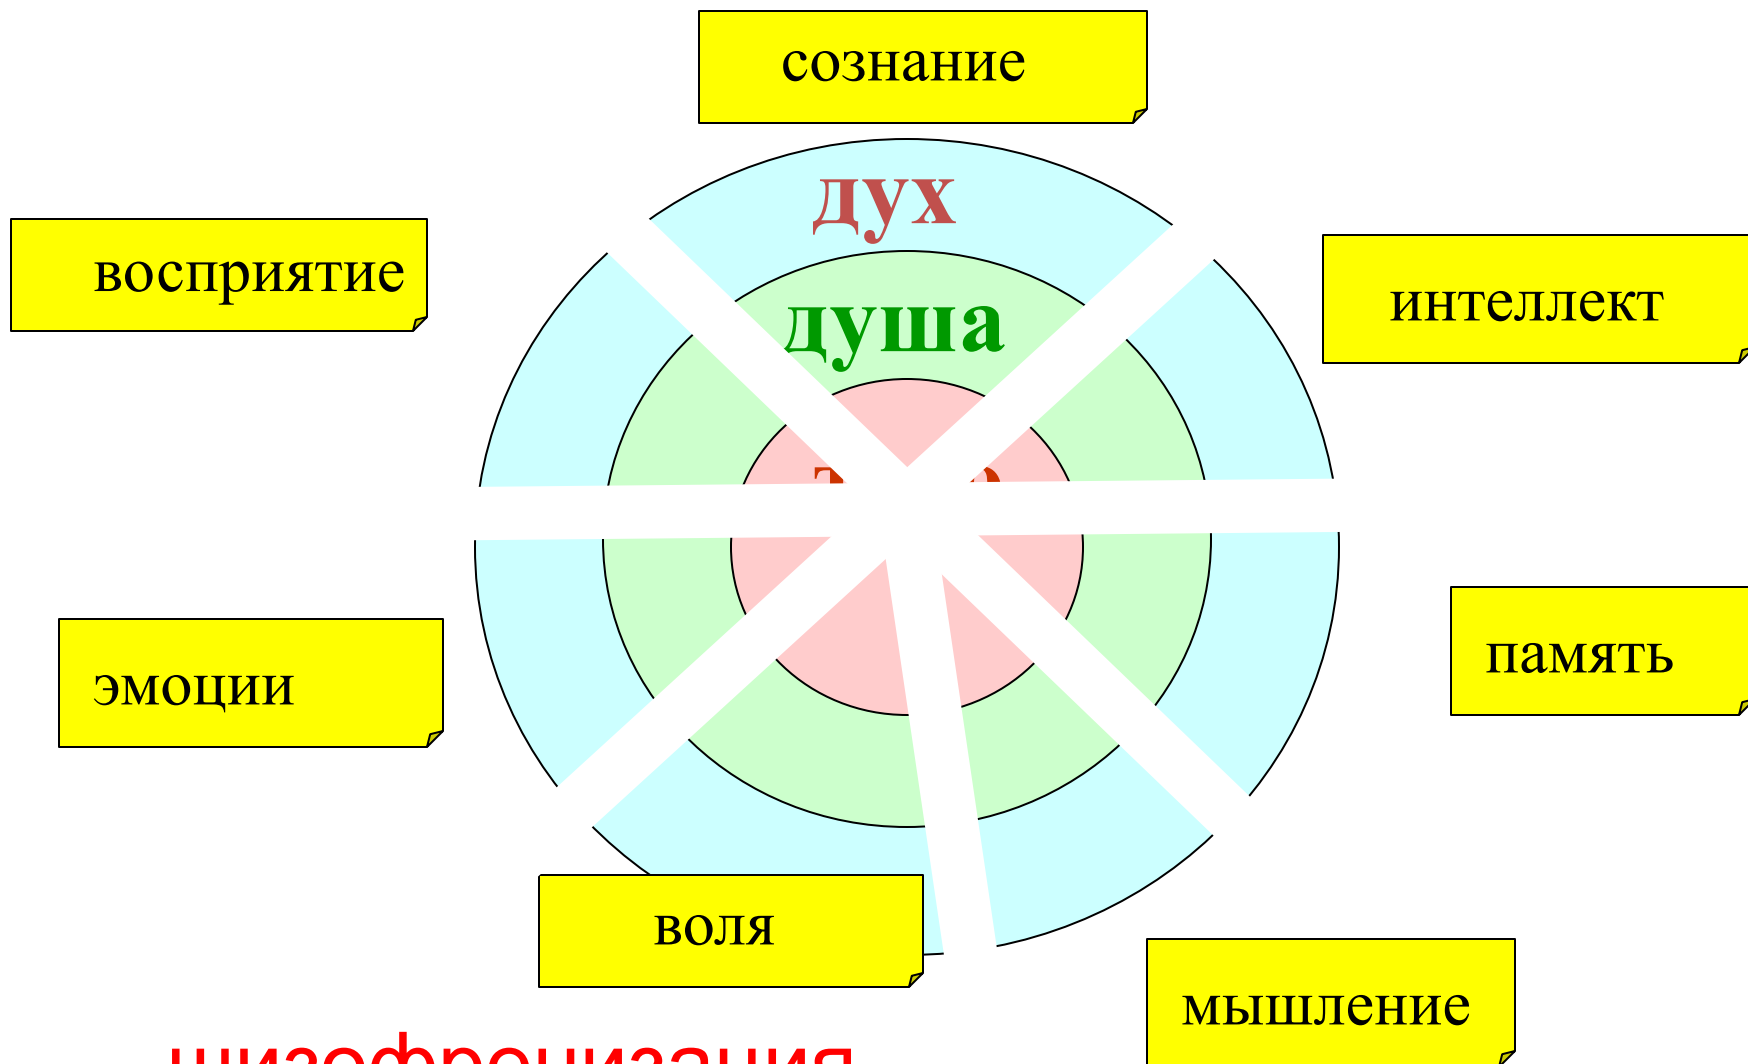 сознание
дух
восприятие
интеллект
душа
эмоции
память
воля
мышление